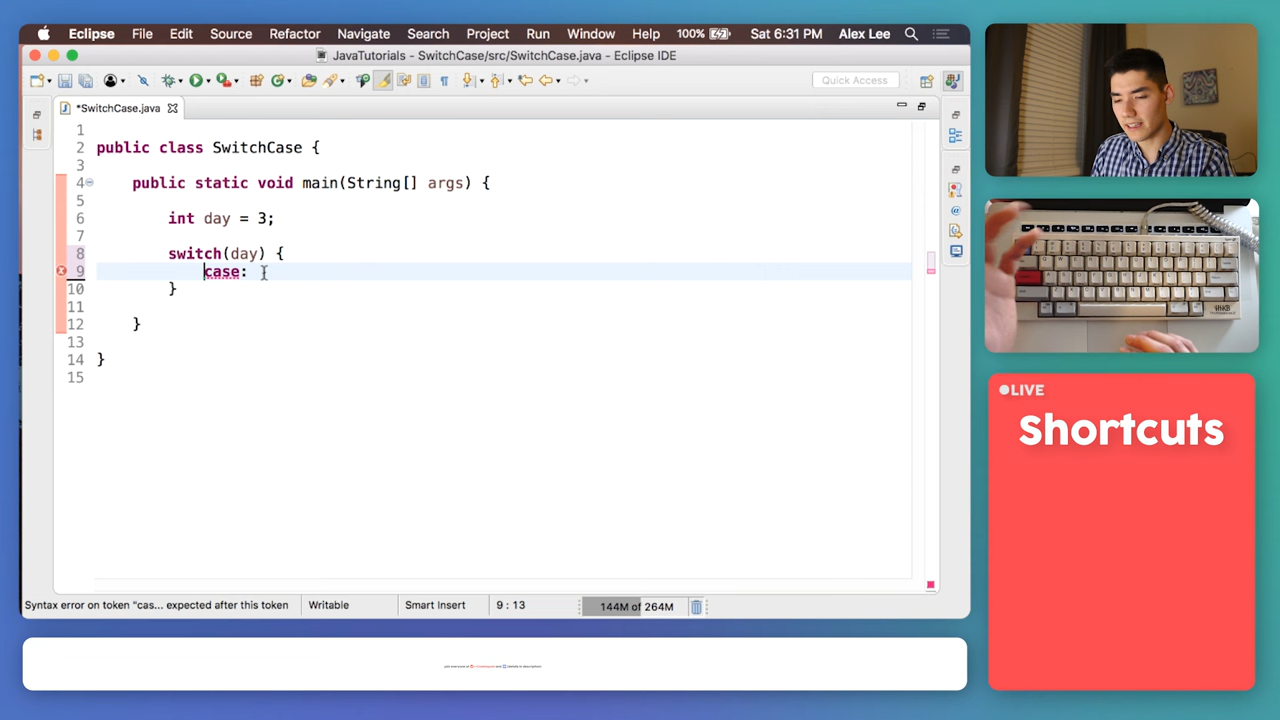 Eclipse File Edit Source Refactor Navigate Search Project Run Window Help 100% Sat 6:31 PM Alex Lee
JavaTutorials - SwitchCase/src/SwitchCase.java - Eclipse IDE
Quick Access
*SwitchCase.java
1
2 public class SwitchCase {
3
4 public static void main(String[] args) {
5
6 int day = 3;
7
8 switch(day) {
9 case:
10 }
11
12 }
13
14 }
15
Syntax error on token "cas... expected after this token Writable Smart Insert 9 : 13 144M of 264M
LIVE
Shortcuts